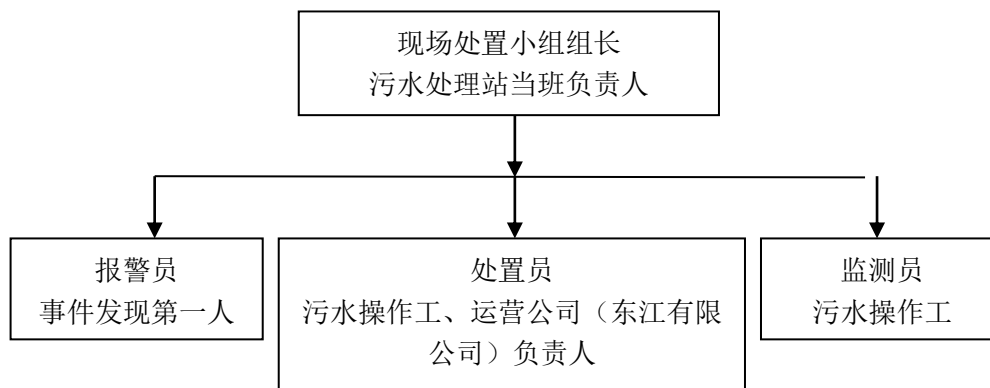 现场处置小组组长
污水处理站当班负责人
报警员
事件发现第一人
处置员
污水操作工、运营公司（东江有限
公司）负责人
监测员
污水操作工